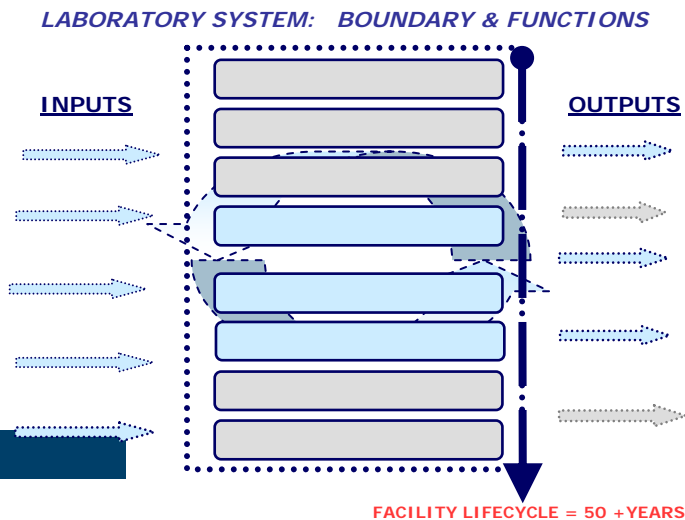 LABORATORY SYSTEM: BOUNDARY & FUNCTIONS
INPUTS
OUTPUTS
FACILITY LIFECYCLE = 50 +YEARS